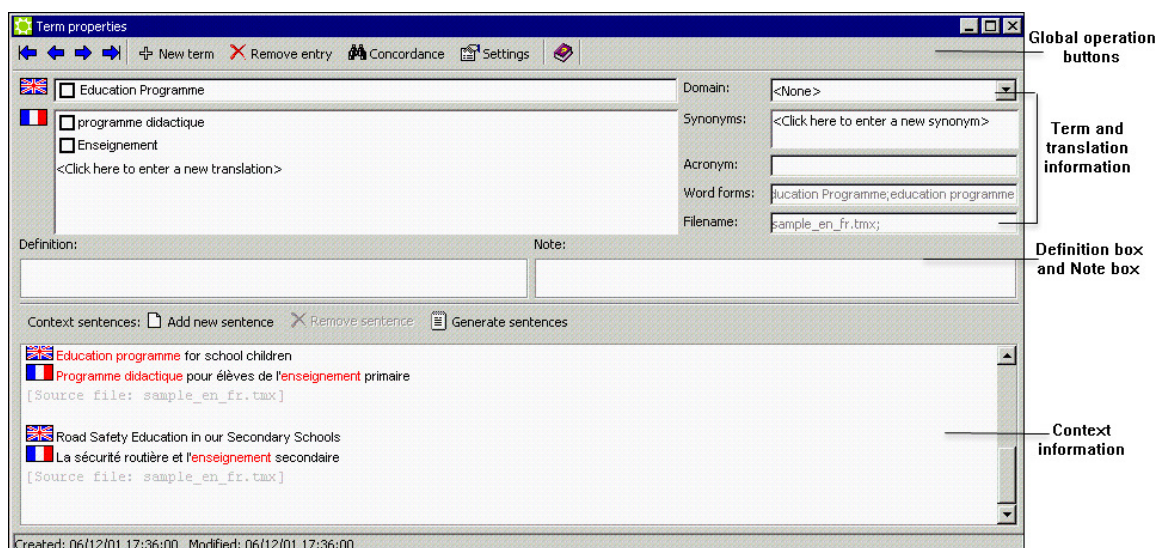 Term properties
New term Remove entry Concordance Settings
Global operation
buttons
Education Programme
Domain: <None>
programme didactique
Enseignement
<Click here to enter a new translation>
Synonyms: <Click here to enter a new synonym>
Acronym:
Word forms: ducation Programme;education programme
Filename: sample_en_fr.tmx;
Term and
translation
information
Definition:
Note:
Definition box
and Note box
Context sentences: Add new sentence Remove sentence Generate sentences
Education programme for school children
Programme didactique pour élèves de l'enseignement primaire
[Source file: sample_en_fr.tmx]
Road Safety Education in our Secondary Schools
La sécurité routière et l'enseignement secondaire
[Source file: sample_en_fr.tmx]
Context
information
Created: 06/12/01 17:36:00 Modified: 06/12/01 17:36:00